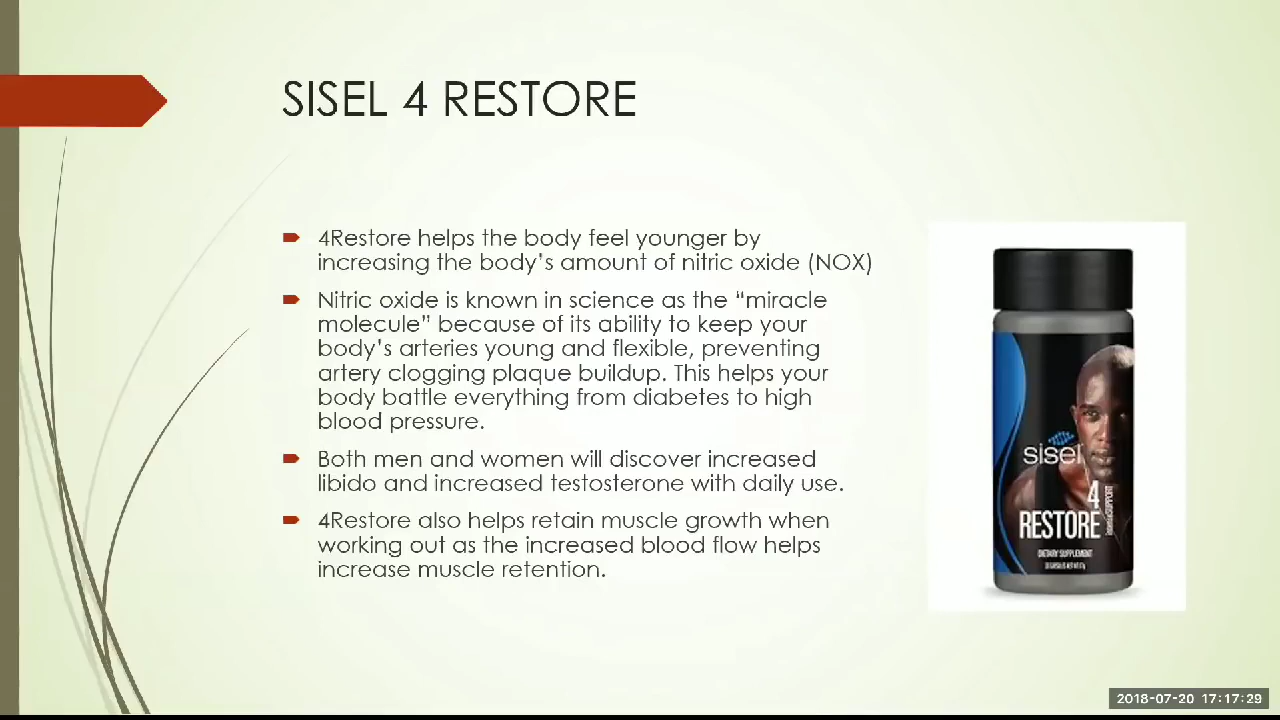 SISEL 4 RESTORE
4Restore helps the body feel younger by
increasing the body’s amount of nitric oxide (NOX)
Nitric oxide is known in science as the “miracle
molecule” because of its ability to keep your
body’s arteries young and flexible, preventing
artery clogging plaque buildup. This helps your
body battle everything from diabetes to high
blood pressure.
Both men and women will discover increased
libido and increased testosterone with daily use.
4Restore also helps retain muscle growth when
working out as the increased blood flow helps
increase muscle retention.
sisel
4
RESTORE
SUPPORT
DIETARY SUPPLEMENT
2018-07-20 17:17:29